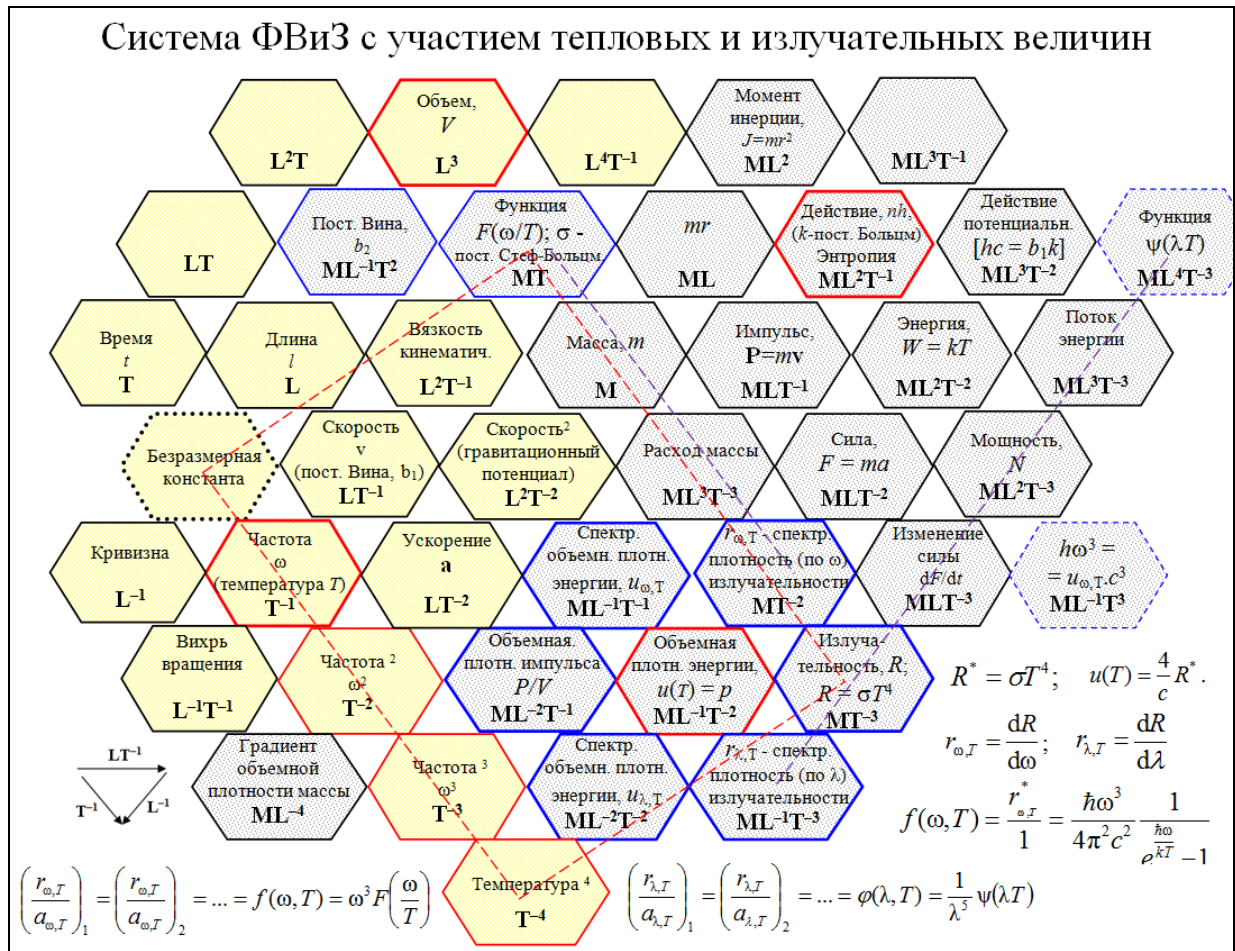 Система ФВиЗ с участием тепловых и излучательных величин
L²T
Объем,
V
L³
L⁴T⁻¹
Момент
инерции,
J=mr²
ML²
ML³T⁻¹
LT
Пост. Вина,
b₂
ML⁻¹T²
Функция
F(ω/T); σ -
пост. Стеф-Больцм.
MT
mr
ML
Действие, nh,
(k-пост. Больцм)
Энтропия
ML²T⁻¹
Действие
потенциальн.
[hc = b₁k]
ML³T⁻²
Функция
ψ(λT)
ML⁴T⁻³
Время
t
T
Длина
l
L
Вязкость
кинематич.
L²T⁻¹
Масса, m
M
Импульс,
P=mv
MLT⁻¹
Энергия,
W = kT
ML²T⁻²
Поток
энергии
ML³T⁻³
Безразмерная
константа
Скорость
v
(пост. Вина, b₁)
LT⁻¹
Скорость²
(гравитационный
потенциал)
L²T⁻²
Расход массы
ML³T⁻³
Сила,
F = ma
MLT⁻²
Мощность,
N
ML²T⁻³
Кривизна
L⁻¹
Частота
ω
(температура T)
T⁻¹
Ускорение
a
LT⁻²
Спектр.
объемн. плотн.
энергии, u_ω,T
ML⁻¹T⁻¹
r_ω,T - спектр.
плотность (по ω)
излучательности
MT⁻²
Изменение
силы
dF/dt
MLT⁻³
hω³ =
= u_ω,T.c³
ML⁻¹T³
Вихрь
вращения
L⁻¹T⁻¹
Частота ²
ω²
T⁻²
Объемная.
плотн. импульса
P/V
ML⁻²T⁻¹
Объемная
плотн. энергии,
u(T) = p
ML⁻¹T⁻²
Излуча-
тельность, R;
R = σT⁴
MT⁻³
R* = σT⁴; u(T) = 4/c R*.
r_ω,T = dR/dω; r_λ,T = dR/dλ
LT⁻¹
T⁻¹ L⁻¹
Градиент
объемной
плотности массы
ML⁻⁴
Частота ³
ω³
T⁻³
Спектр.
объемн. плотн.
энергии, u_λ,T
ML⁻²T⁻²
r_λ,T - спектр.
плотность (по λ)
излучательности
ML⁻¹T⁻³
f(ω,T) = r*_ω,T/1 = ħω³/4π²c² 1/e^(ħω/kT) −1
(r_ω,T/a_ω,T)₁ = (r_ω,T/a_ω,T)₂ = ... = f(ω,T) = ω³F(ω/T)
Температура ⁴
T⁻⁴
(r_λ,T/a_λ,T)₁ = (r_λ,T/a_λ,T)₂ = ... = φ(λ,T) = 1/λ⁵ ψ(λT)